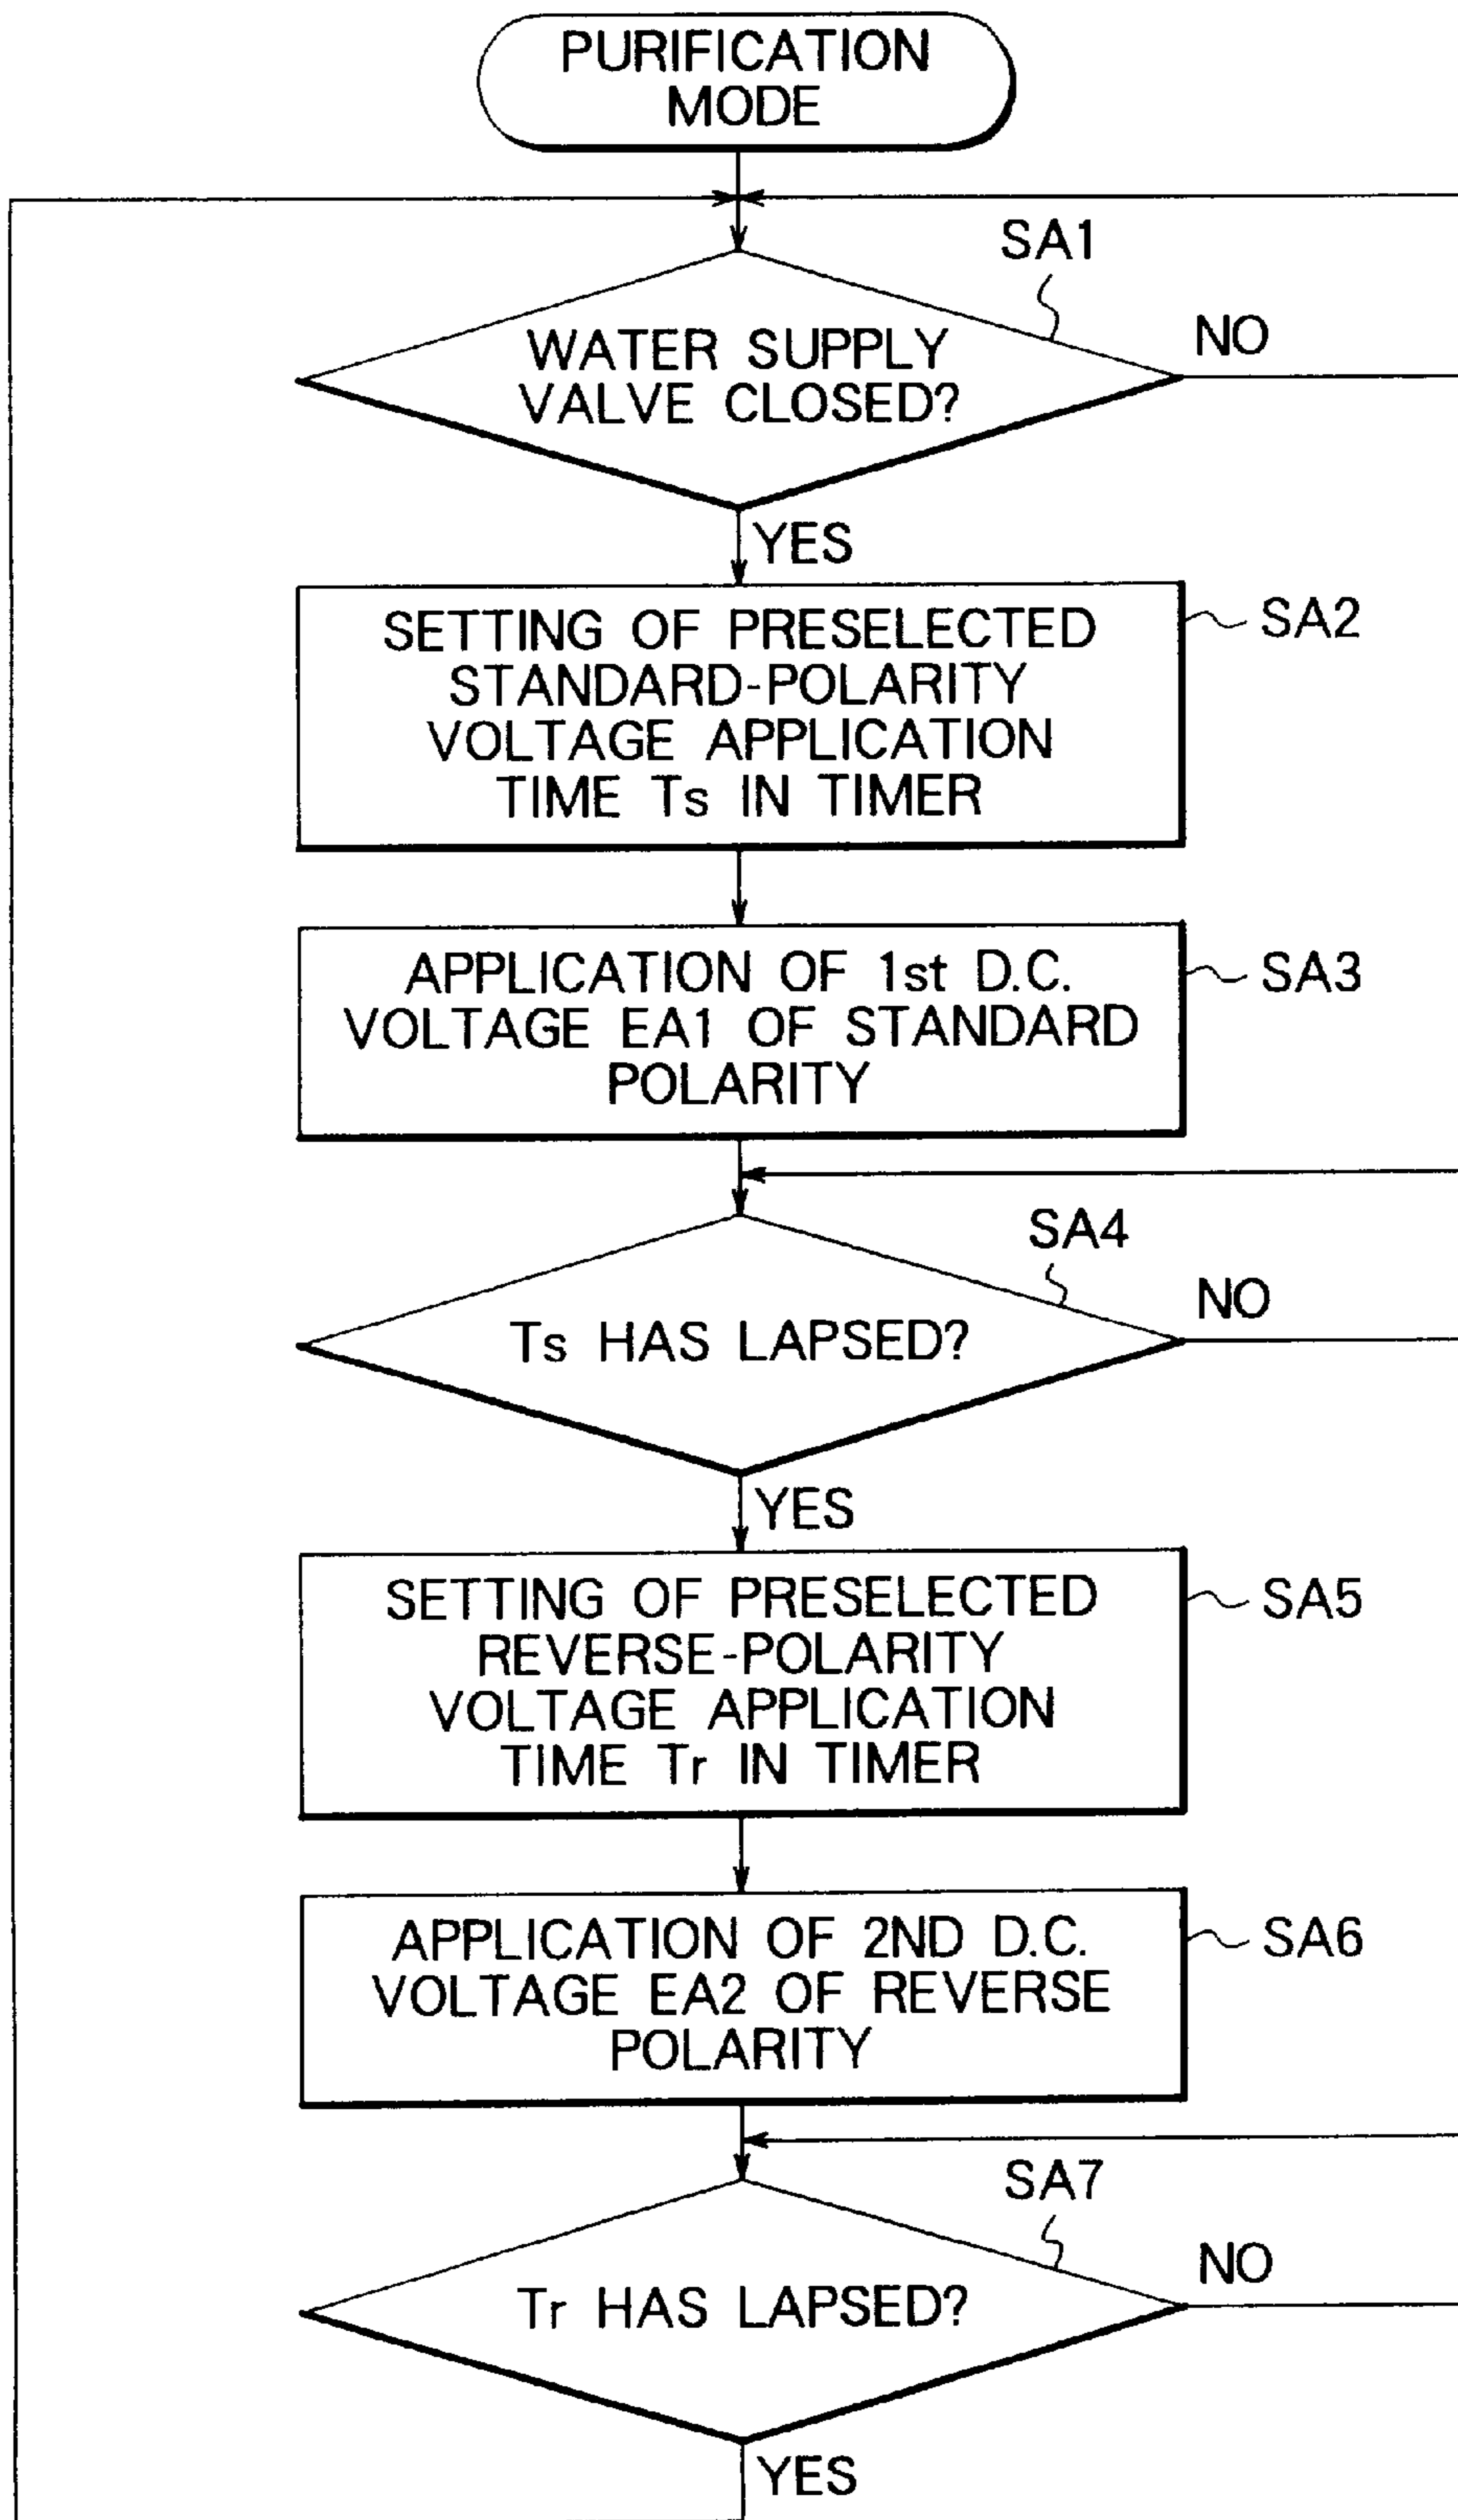 PURIFICATION
MODE
SA1
WATER SUPPLY
VALVE CLOSED?
NO
YES
SETTING OF PRESELECTED
STANDARD-POLARITY
VOLTAGE APPLICATION
TIME Ts IN TIMER
SA2
APPLICATION OF 1st D.C.
VOLTAGE EA1 OF STANDARD
POLARITY
SA3
SA4
Ts HAS LAPSED?
NO
YES
SETTING OF PRESELECTED
REVERSE-POLARITY
VOLTAGE APPLICATION
TIME Tr IN TIMER
SA5
APPLICATION OF 2ND D.C.
VOLTAGE EA2 OF REVERSE
POLARITY
SA6
SA7
Tr HAS LAPSED?
NO
YES